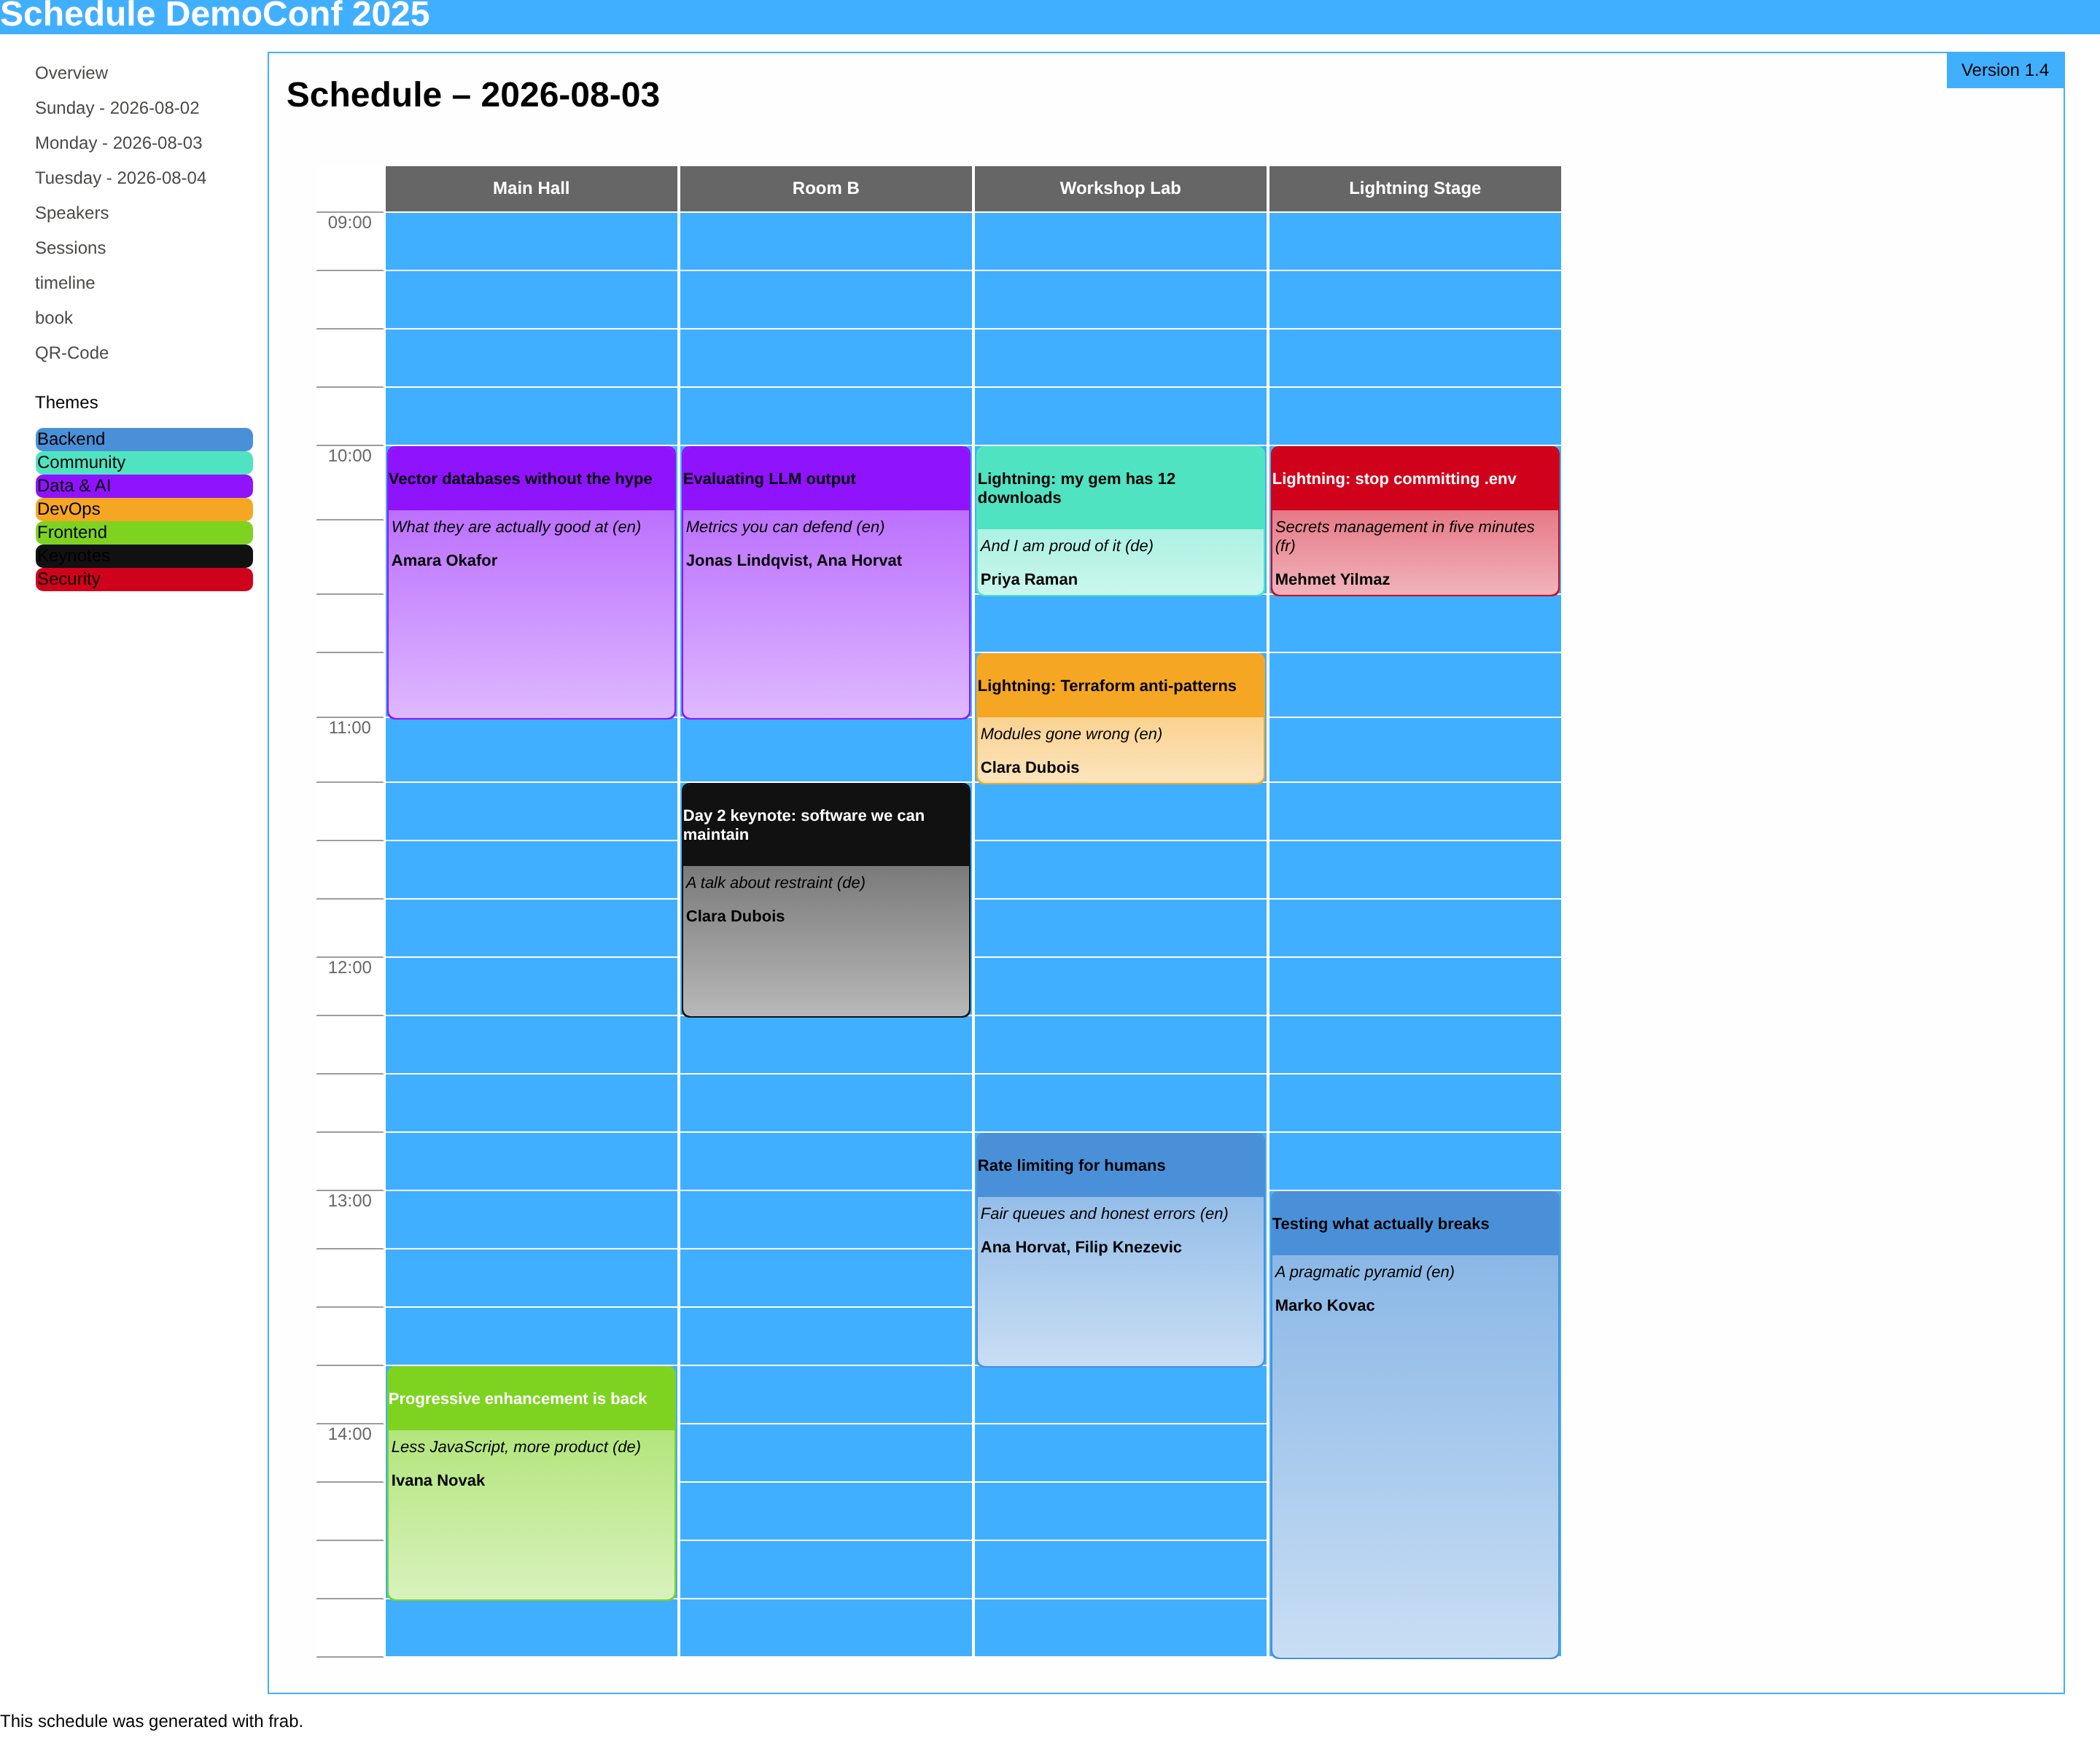 Schedule DemoConf 2025
Overview
Sunday - 2026-08-02
Monday - 2026-08-03
Tuesday - 2026-08-04
Speakers
Sessions
timeline
book
QR-Code
Themes
Backend
Community
Data & AI
DevOps
Frontend
Keynotes
Security
Version 1.4
Schedule – 2026-08-03
Main Hall
Room B
Workshop Lab
Lightning Stage
09:00
10:00
Vector databases without the hype
What they are actually good at (en)
Amara Okafor
Evaluating LLM output
Metrics you can defend (en)
Jonas Lindqvist, Ana Horvat
Lightning: my gem has 12
downloads
And I am proud of it (de)
Priya Raman
Lightning: stop committing .env
Secrets management in five minutes
(fr)
Mehmet Yilmaz
Lightning: Terraform anti-patterns
Modules gone wrong (en)
Clara Dubois
11:00
Day 2 keynote: software we can
maintain
A talk about restraint (de)
Clara Dubois
12:00
Rate limiting for humans
Fair queues and honest errors (en)
Ana Horvat, Filip Knezevic
13:00
Testing what actually breaks
A pragmatic pyramid (en)
Marko Kovac
Progressive enhancement is back
Less JavaScript, more product (de)
Ivana Novak
14:00
This schedule was generated with frab.